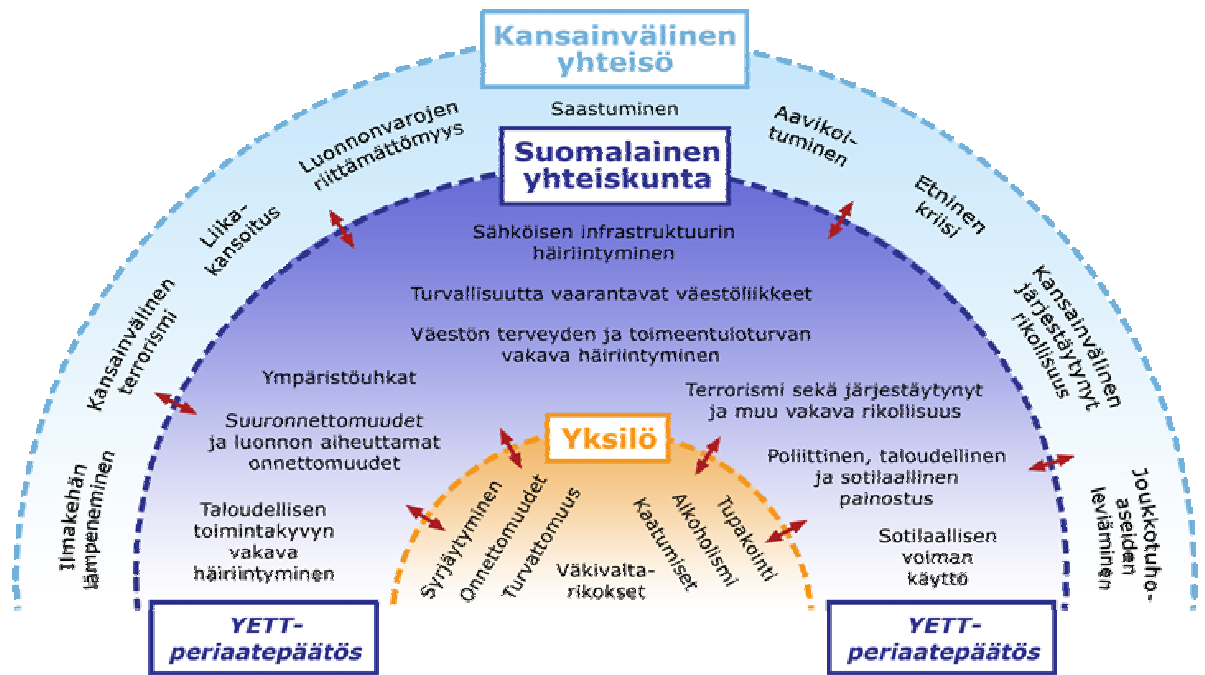 Kansainvälinen
yhteisö
Ilmakehän
lämpeneminen
Kansainvälinen
terrorismi
Liika-
kansoitus
Luonnonvarojen
riittämättömyys
Saastuminen
Aavikoi-
tuminen
Etninen
kriisi
Kansainvälinen
järjestäytynyt
rikollisuus
Joukkotuho-
aseiden
leviäminen
Suomalainen
yhteiskunta
Sähköisen infrastruktuurin
häiriintyminen
Turvallisuutta vaarantavat väestöliikkeet
Väestön terveyden ja toimeentuloturvan
vakava häiriintyminen
Ympäristöuhkat
Suuronnettomuudet
ja luonnon aiheuttamat
onnettomuudet
Taloudellisen
toimintakyvyn
vakava
häiriintyminen
Terrorismi sekä järjestäytynyt
ja muu vakava rikollisuus
Poliittinen, taloudellinen
ja sotilaallinen
painostus
Sotilaallisen
voiman
käyttö
Yksilö
Syrjäytyminen
Onnettomuudet
Turvattomuus
Väkivalta-
rikokset
Kaatumiset
Alkoholismi
Tupakointi
YETT-
periaatepäätös
YETT-
periaatepäätös